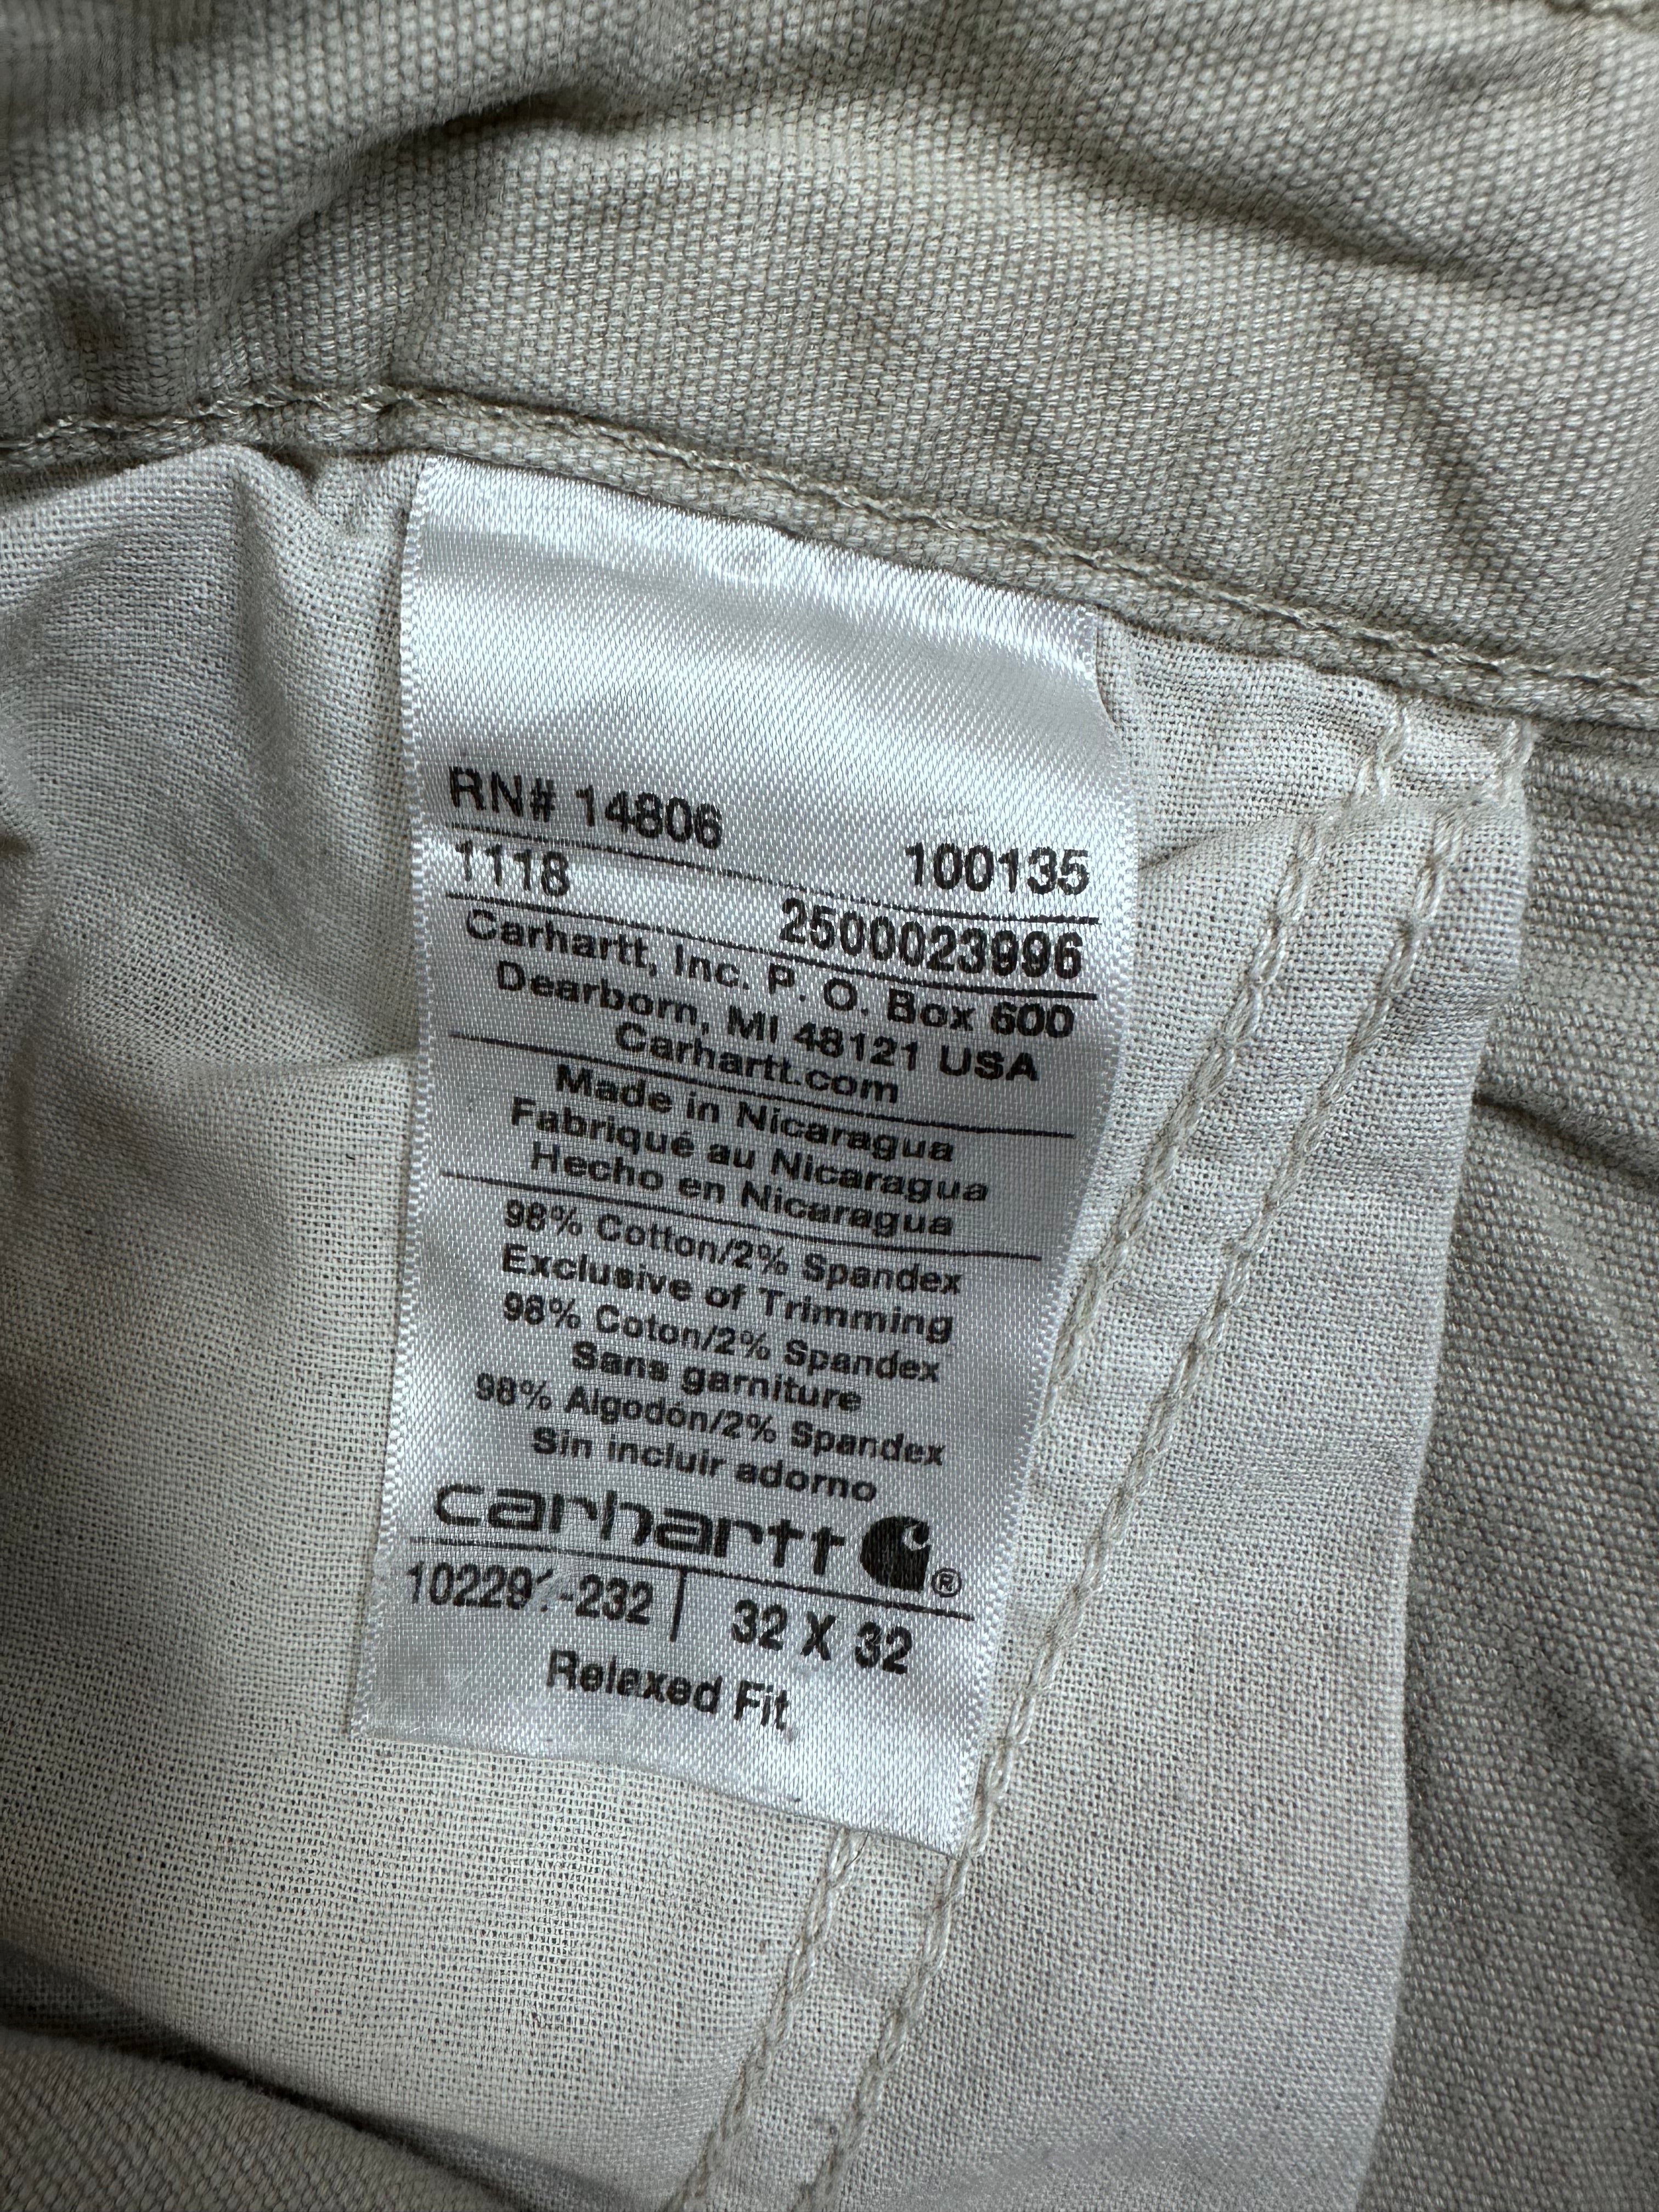 RN# 14806 100135
1118 2500023996
Carhartt, Inc. P. O. Box 600
Dearborn, MI 48121 USA
Carhartt.com
Made in Nicaragua
Fabriqué au Nicaragua
Hecho en Nicaragua
98% Cotton/2% Spandex
Exclusive of Trimming
98% Coton/2% Spandex
Sans garniture
98% Algodón/2% Spandex
Sin incluir adorno
carhartt ®
32 X 32
Relaxed Fit